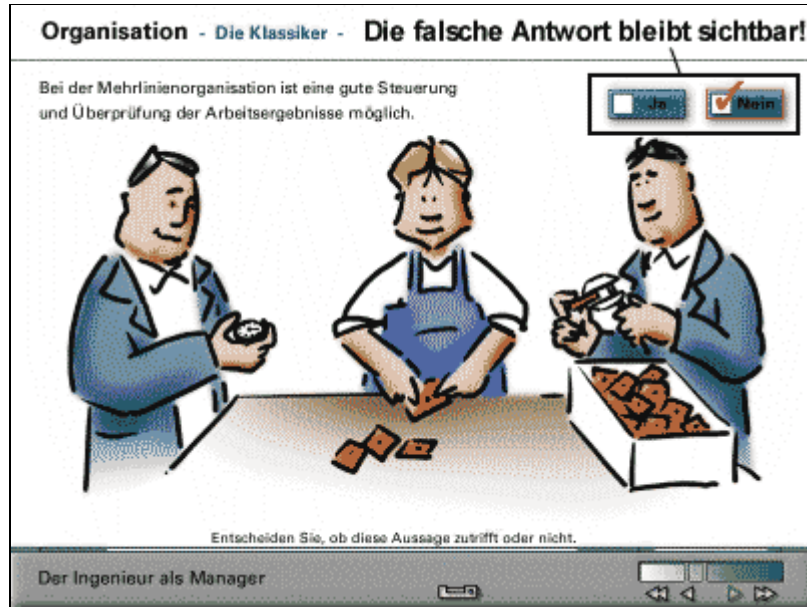 Organisation - Die Klassiker - Die falsche Antwort bleibt sichtbar!
Bei der Mehrlinienorganisation ist eine gute Steuerung
und Überprüfung der Arbeitsergebnisse möglich.
Ja Nein
Entscheiden Sie, ob diese Aussage zutrifft oder nicht.
Der Ingenieur als Manager